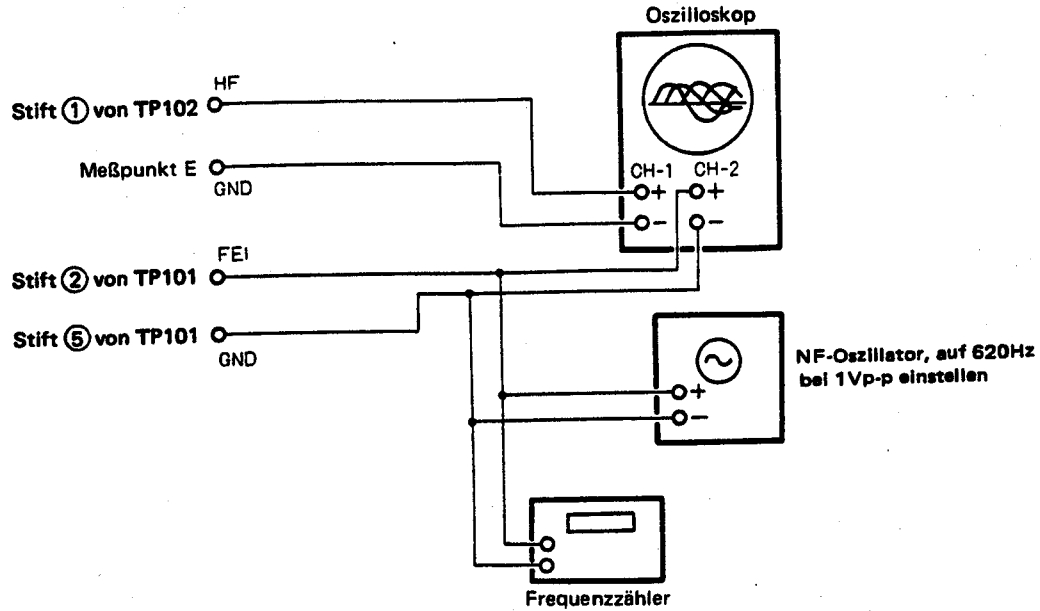 Oszilloskop
HF
Stift ① von TP102
Meßpunkt E
GND
CH-1 CH-2
+ +
- -
FEI
Stift ② von TP101
Stift ⑤ von TP101
GND
NF-Oszillator, auf 620Hz
bei 1Vp-p einstellen
+
-
Frequenzzähler